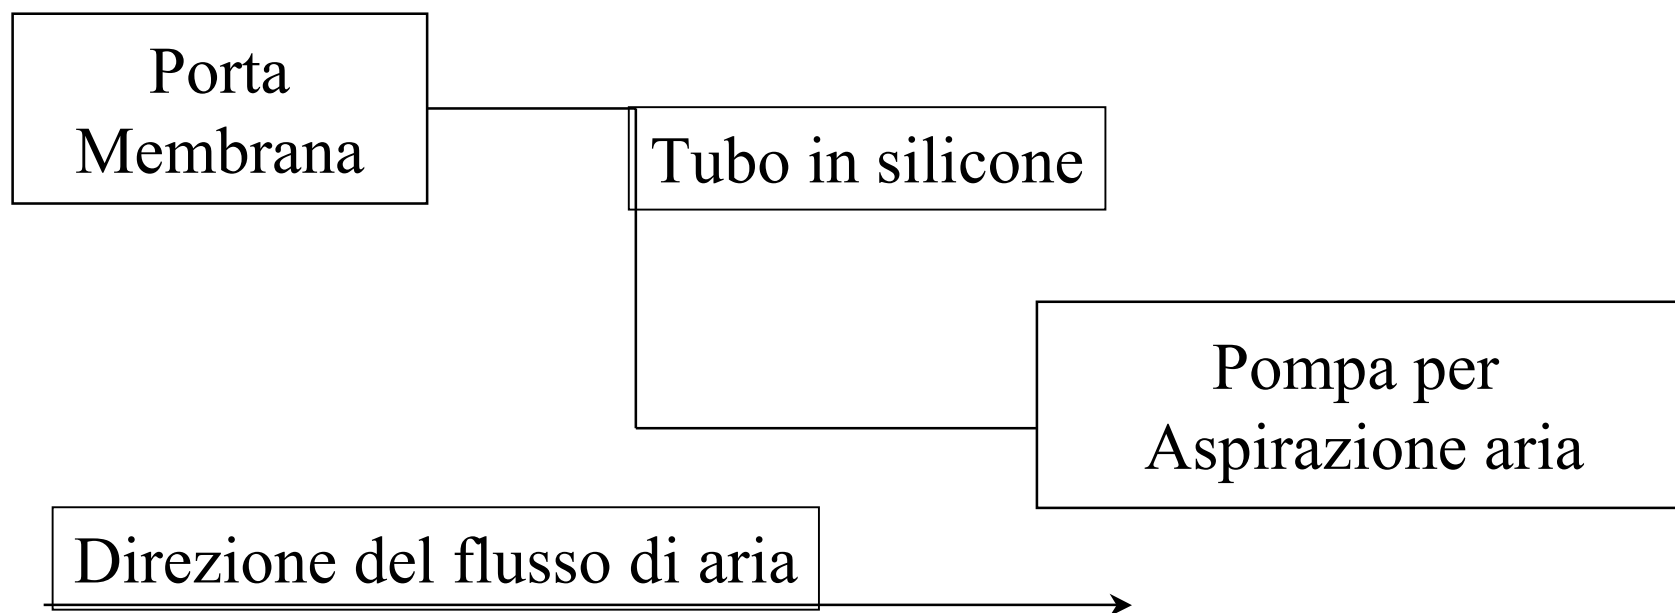 Porta
Membrana
Tubo in silicone
Pompa per
Aspirazione aria
Direzione del flusso di aria